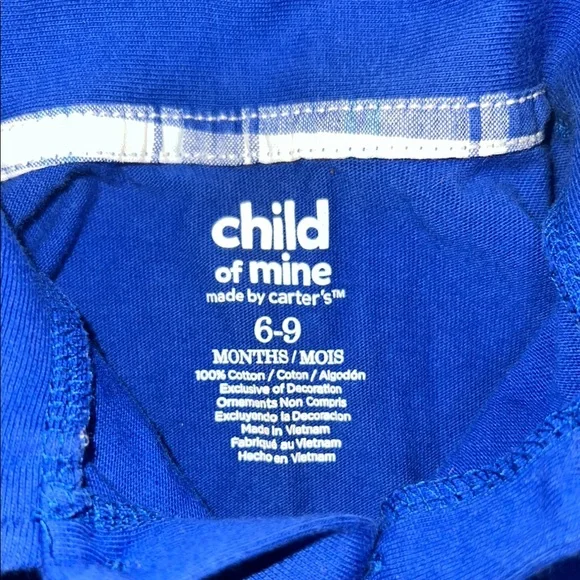 child
of mine
made by carter's™
6-9
MONTHS / MOIS
100% Cotton / Coton / Algodón
Exclusive of Decoration
Ornements Non Compris
Excluyendo la Decoracion
Made in Vietnam
Fabriqué au Vietnam
Hecho en Vietnam